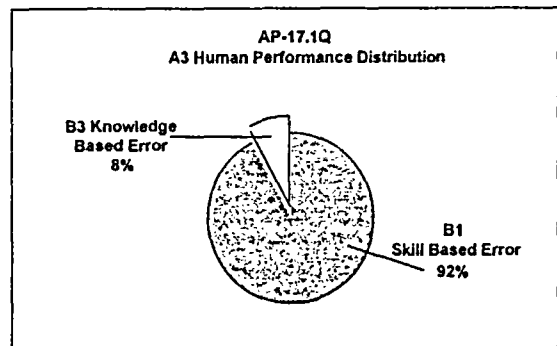 AP-17.1Q
A3 Human Performance Distribution
B3 Knowledge
Based Error
8%
B1
Skill Based Error
92%